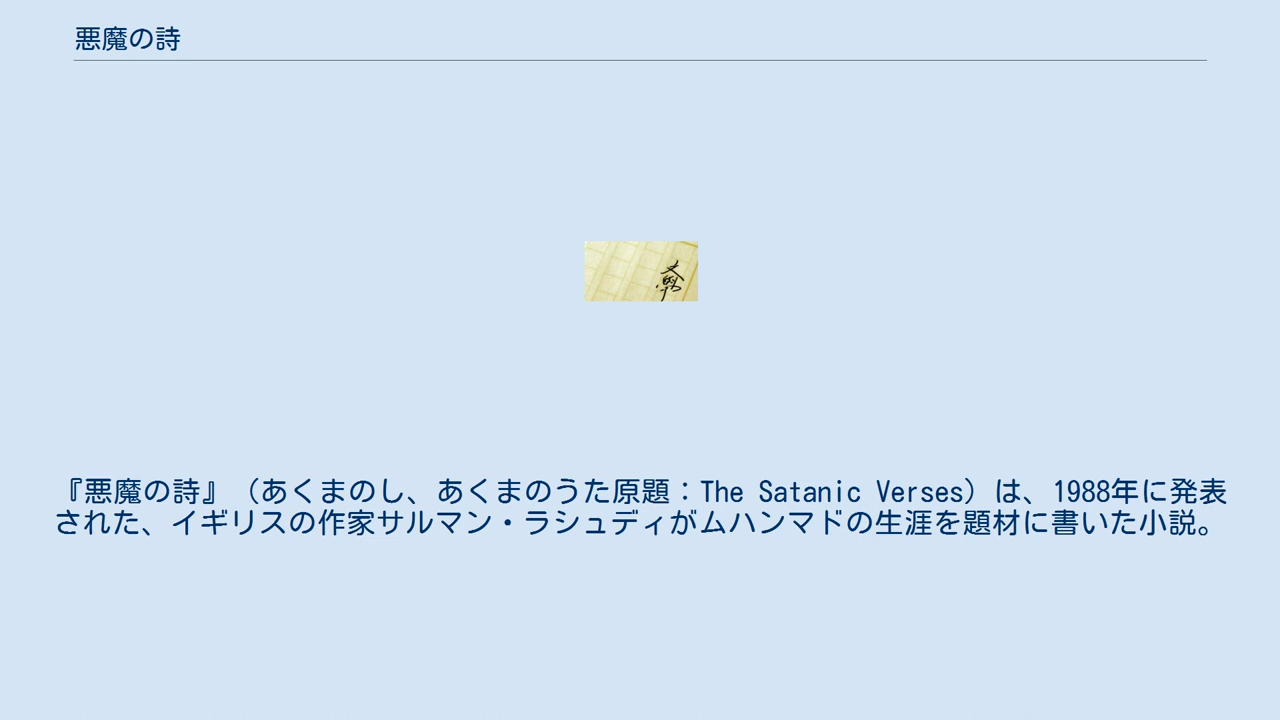 悪魔の詩
『悪魔の詩』（あくまのし、あくまのうた原題：The Satanic Verses）は、1988年に発表
された、イギリスの作家サルマン・ラシュディがムハンマドの生涯を題材に書いた小説。